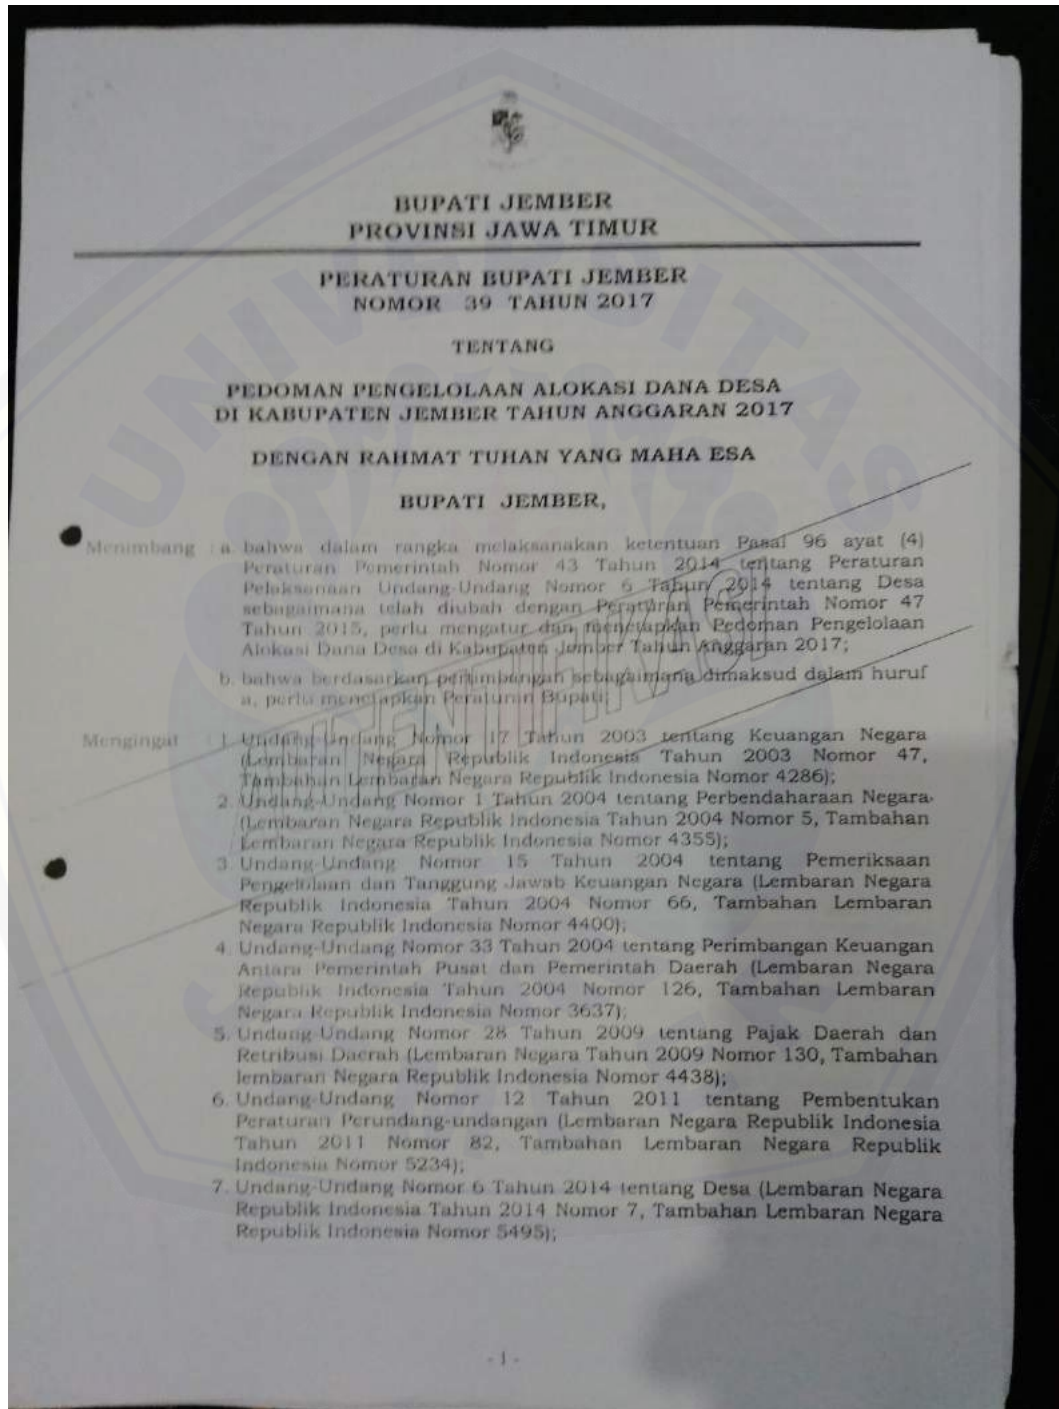 BUPATI JEMBER
PROVINSI JAWA TIMUR
PERATURAN BUPATI JEMBER
NOMOR 39 TAHUN 2017
TENTANG
PEDOMAN PENGELOLAAN ALOKASI DANA DESA
DI KABUPATEN JEMBER TAHUN ANGGARAN 2017
DENGAN RAHMAT TUHAN YANG MAHA ESA
BUPATI JEMBER,
Menimbang : a. bahwa dalam rangka melaksanakan ketentuan Pasal 96 ayat (4)
Peraturan Pemerintah Nomor 43 Tahun 2014 tentang Peraturan
Pelaksanaan Undang-Undang Nomor 6 Tahun 2014 tentang Desa
sebagaimana telah diubah dengan Peraturan Pemerintah Nomor 47
Tahun 2015, perlu mengatur dan menetapkan Pedoman Pengelolaan
Alokasi Dana Desa di Kabupaten Jember Tahun Anggaran 2017;
b. bahwa berdasarkan pertimbangan sebagaimana dimaksud dalam huruf
a, perlu menetapkan Peraturan Bupati;
Mengingat : 1. Undang-Undang Nomor 17 Tahun 2003 tentang Keuangan Negara
(Lembaran Negara Republik Indonesia Tahun 2003 Nomor 47,
Tambahan Lembaran Negara Republik Indonesia Nomor 4286);
2. Undang-Undang Nomor 1 Tahun 2004 tentang Perbendaharaan Negara
(Lembaran Negara Republik Indonesia Tahun 2004 Nomor 5, Tambahan
Lembaran Negara Republik Indonesia Nomor 4355);
3. Undang-Undang Nomor 15 Tahun 2004 tentang Pemeriksaan
Pengelolaan dan Tanggung Jawab Keuangan Negara (Lembaran Negara
Republik Indonesia Tahun 2004 Nomor 66, Tambahan Lembaran
Negara Republik Indonesia Nomor 4400);
4. Undang-Undang Nomor 33 Tahun 2004 tentang Perimbangan Keuangan
Antara Pemerintah Pusat dan Pemerintah Daerah (Lembaran Negara
Republik Indonesia Tahun 2004 Nomor 126, Tambahan Lembaran
Negara Republik Indonesia Nomor 3637);
5. Undang-Undang Nomor 28 Tahun 2009 tentang Pajak Daerah dan
Retribusi Daerah (Lembaran Negara Tahun 2009 Nomor 130, Tambahan
lembaran Negara Republik Indonesia Nomor 4438);
6. Undang-Undang Nomor 12 Tahun 2011 tentang Pembentukan
Peraturan Perundang-undangan (Lembaran Negara Republik Indonesia
Tahun 2011 Nomor 82, Tambahan Lembaran Negara Republik
Indonesia Nomor 5234);
7. Undang-Undang Nomor 6 Tahun 2014 tentang Desa (Lembaran Negara
Republik Indonesia Tahun 2014 Nomor 7, Tambahan Lembaran Negara
Republik Indonesia Nomor 5495);
- 1 -
UNIVERSITAS
JEMBER